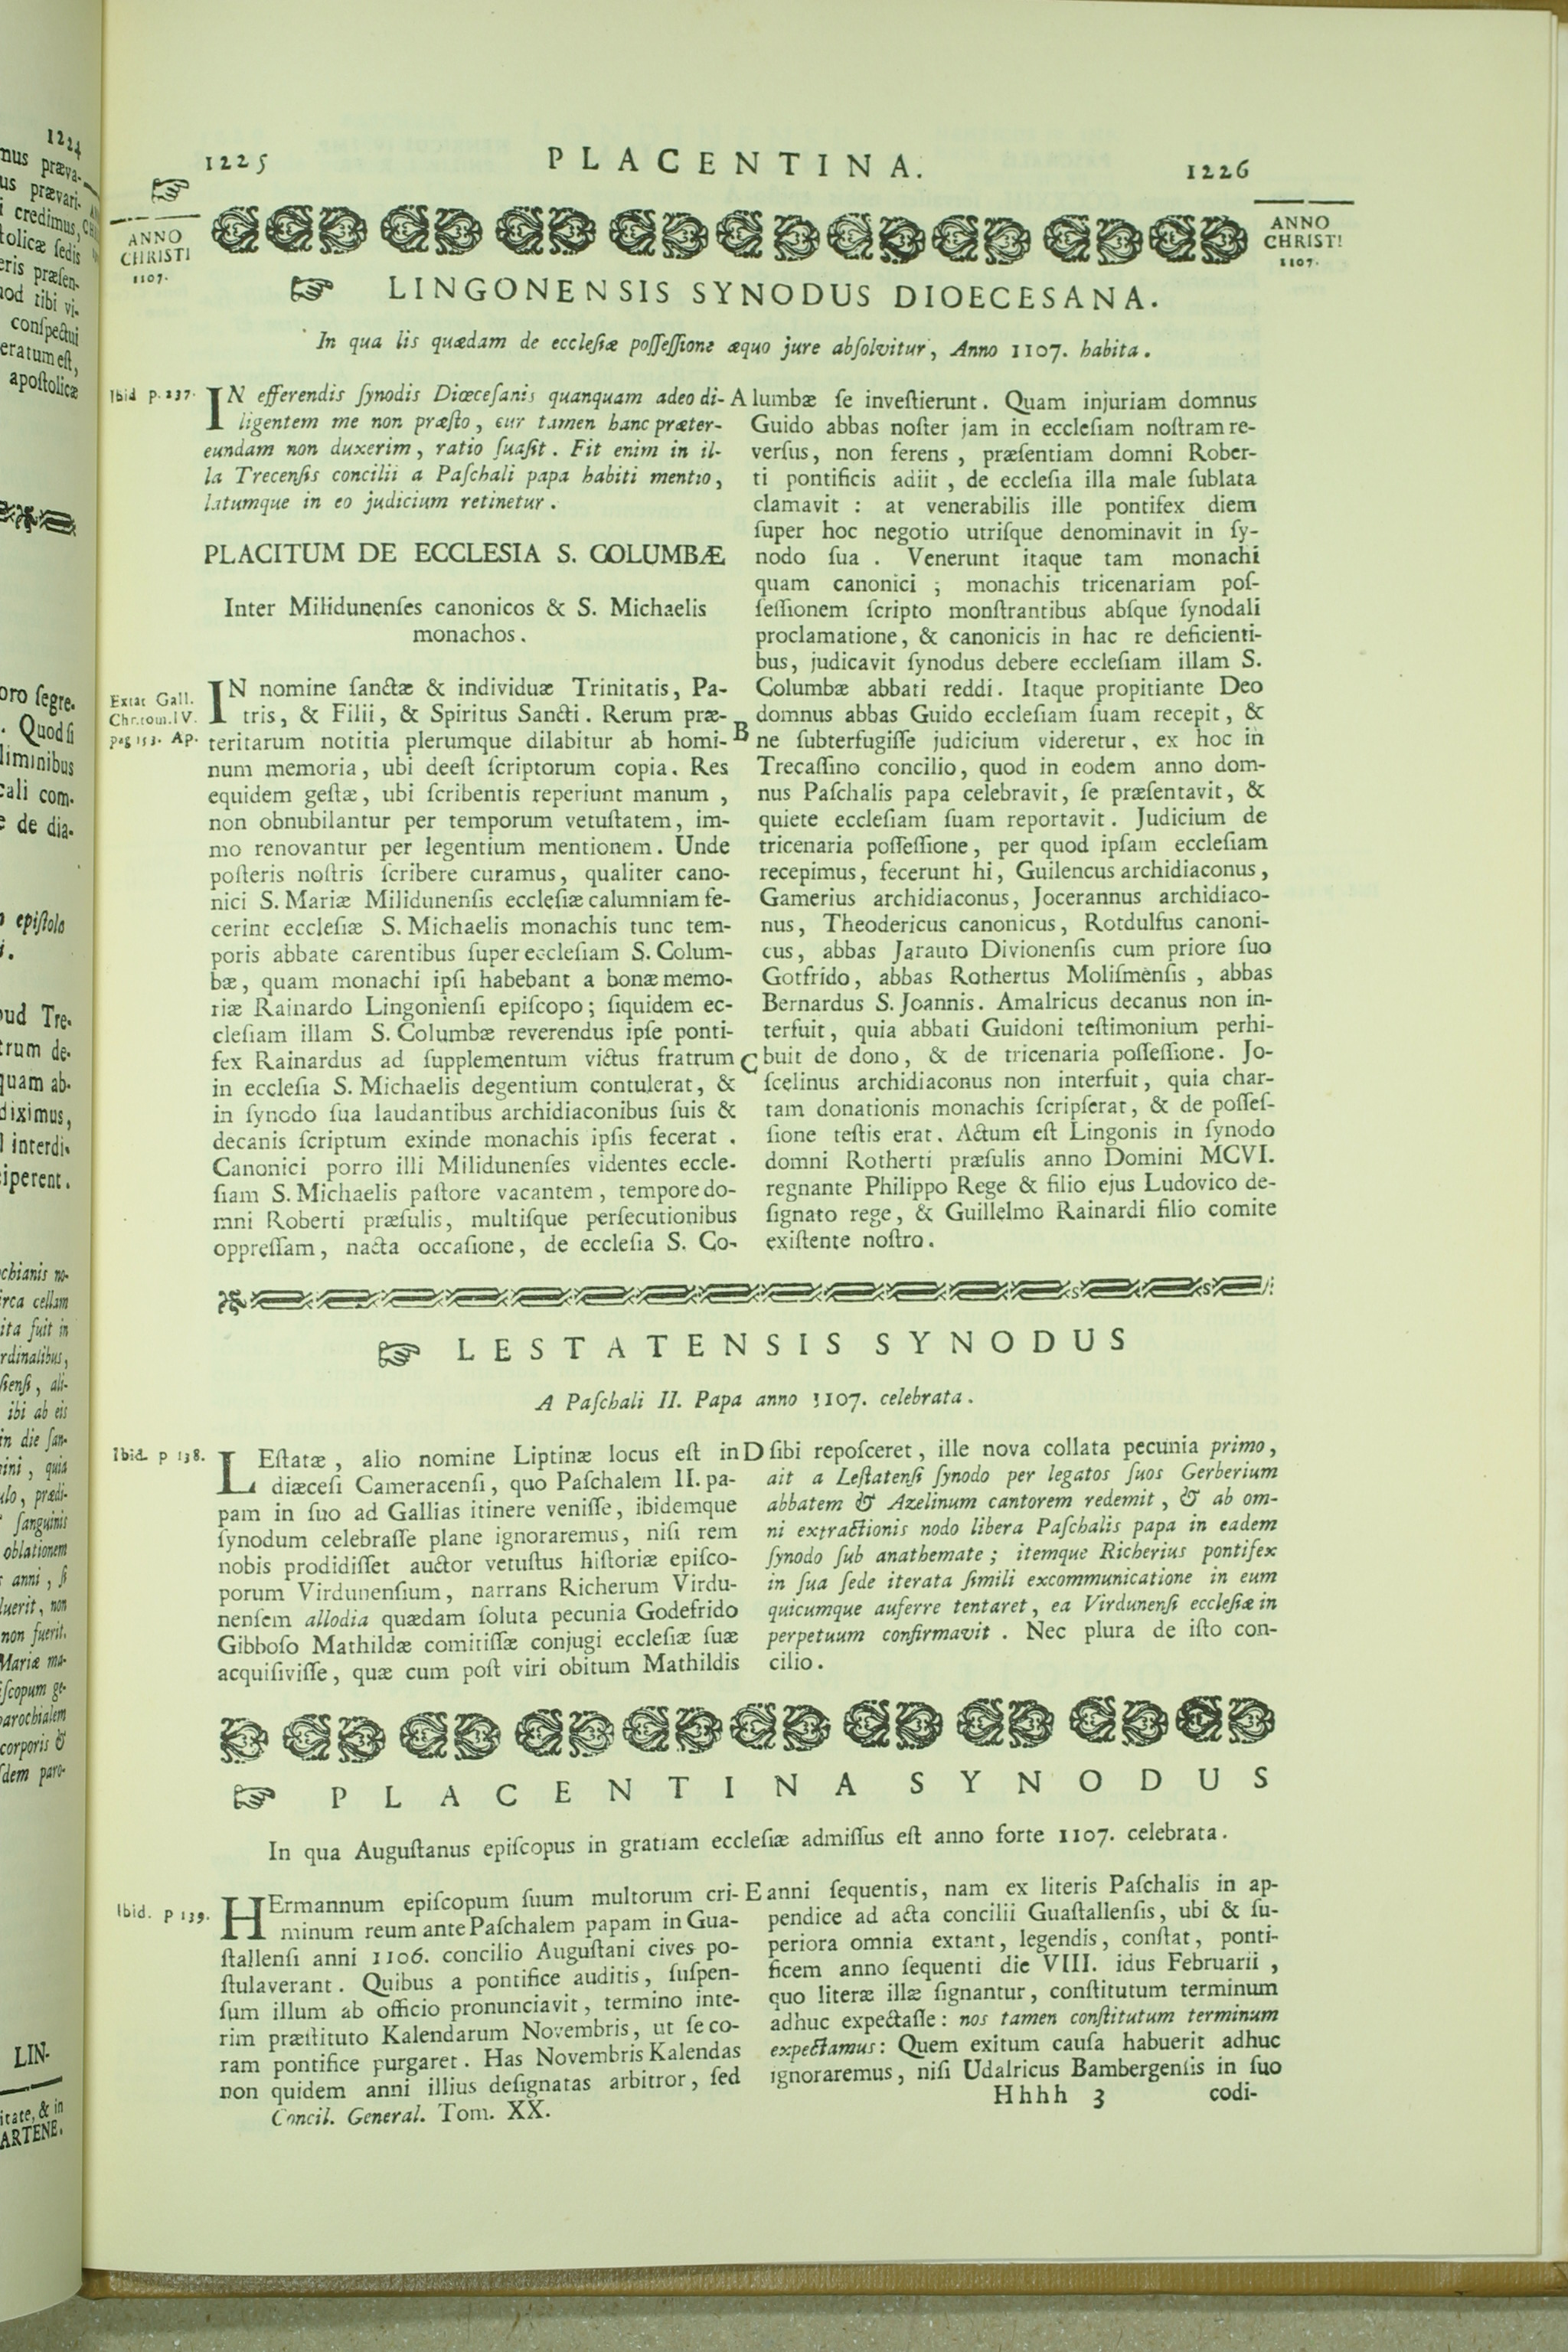 1225 PLACENTINA. 1226
ANNO
CHRISTI
1107.
ANNO
CHRISTI
1107.
LINGONENSIS SYNODUS DIOECESANA.
In qua lis quædam de ecclesiæ possessione æquo jure absolvitur, Anno 1107. habita.
Ibid p. 237.
IN efferendis synodis Diœcesanis quanquam adeo di-
ligentem me non præsto, cur tamen hanc præter-
eundam non duxerim, ratio suasit. Fit enim in il-
la Trecensis concilii a Paschali papa habiti mentio,
latumque in eo judicium retinetur.
PLACITUM DE ECCLESIA S. COLUMBÆ
Inter Milidunenses canonicos & S. Michaelis
monachos.
Extat Gall.
Chr. tom. IV.
pag 153. Ap.
IN nomine sanctæ & individuæ Trinitatis, Pa-
tris, & Filii, & Spiritus Sancti. Rerum præ-
teritarum notitia plerumque dilabitur ab homi-
num memoria, ubi deest scriptorum copia. Res
equidem gestæ, ubi scribentis reperiunt manum,
non obnubilantur per temporum vetustatem, im-
mo renovantur per legentium mentionem. Unde
posteris nostris scribere curamus, qualiter cano-
nici S. Mariæ Milidunensis ecclesiæ calumniam fe-
cerint ecclesiæ S. Michaelis monachis tunc tem-
poris abbate carentibus super ecclesiam S. Colum-
bæ, quam monachi ipsi habebant a bonæ memo-
riæ Rainardo Lingoniensi episcopo; siquidem ec-
clesiam illam S. Columbæ reverendus ipse ponti-
fex Rainardus ad supplementum victus fratrum
in ecclesia S. Michaelis degentium contulerat, &
in synodo sua laudantibus archidiaconibus suis &
decanis scriptum exinde monachis ipsis fecerat.
Canonici porro illi Milidunenses videntes eccle-
siam S. Michaelis pastore vacantem, tempore do-
mni Roberti præsulis, multisque persecutionibus
oppressam, nacta occasione, de ecclesia S. Co-
A lumbæ se investierunt. Quam injuriam domnus
Guido abbas noster jam in ecclesiam nostram re-
versus, non ferens, præsentiam domni Rober-
ti pontificis adiit, de ecclesia illa male sublata
clamavit: at venerabilis ille pontifex diem
super hoc negotio utrisque denominavit in sy-
nodo sua. Venerunt itaque tam monachi
quam canonici; monachis tricenariam pos-
sessionem scripto monstrantibus absque synodali
proclamatione, & canonicis in hac re deficienti-
bus, judicavit synodus debere ecclesiam illam S.
Columbæ abbati reddi. Itaque propitiante Deo
domnus abbas Guido ecclesiam suam recepit, &
B ne subterfugisse judicium videretur, ex hoc in
Trecassino concilio, quod in eodem anno dom-
nus Paschalis papa celebravit, se præsentavit, &
quiete ecclesiam suam reportavit. Judicium de
tricenaria possessione, per quod ipsam ecclesiam
recepimus, fecerunt hi, Guilencus archidiaconus,
Gamerius archidiaconus, Jocerannus archidiaco-
nus, Theodericus canonicus, Rotdulfus canoni-
cus, abbas Jarauto Divionensis cum priore suo
Gotfrido, abbas Rothertus Molismensis, abbas
Bernardus S. Joannis. Amalricus decanus non in-
terfuit, quia abbati Guidoni testimonium perhi-
C buit de dono, & de tricenaria possessione. Jo-
scelinus archidiaconus non interfuit, quia char-
tam donationis monachis scripserat, & de posses-
sione testis erat. Actum est Lingonis in synodo
domni Rotherti præsulis anno Domini MCVI.
regnante Philippo Rege & filio ejus Ludovico de-
signato rege, & Guillelmo Rainardi filio comite
existente nostro.
LESTATENSIS SYNODUS
A Paschali II. Papa anno 1107. celebrata.
Ibid. p 138.
LEstatæ, alio nomine Liptinæ locus est in
diæcesi Cameracensi, quo Paschalem II. pa-
pam in suo ad Gallias itinere venisse, ibidemque
synodum celebrasse plane ignoraremus, nisi rem
nobis prodidisset auctor vetustus historiæ episco-
porum Virdunensium, narrans Richerum Virdu-
nensem allodia quædam soluta pecunia Godefrido
Gibboso Mathildæ comitissæ conjugi ecclesiæ suæ
acquisivisse, quæ cum post viri obitum Mathildis
D sibi reposceret, ille nova collata pecunia primo,
ait a Lestatensi synodo per legatos suos Gerberium
abbatem & Azelinum cantorem redemit, & ab om-
ni extractionis nodo libera Paschalis papa in eadem
synodo sub anathemate; itemque Richerius pontifex
in sua sede iterata simili excommunicatione in eum
quicumque auferre tentaret, ea Virdunensi ecclesiæ in
perpetuum confirmavit. Nec plura de isto con-
cilio.
PLACENTINA SYNODUS
In qua Augustanus episcopus in gratiam ecclesiæ admissus est anno forte 1107. celebrata.
Ibid. p 139.
HErmannum episcopum suum multorum cri-
minum reum ante Paschalem papam in Gua-
stallensi anni 1106. concilio Augustani cives po-
stulaverant. Quibus a pontifice auditis, suspen-
sum illum ab officio pronunciavit, termino inte-
rim præstituto Kalendarum Novembris, ut se co-
ram pontifice purgaret. Has Novembris Kalendas
non quidem anni illius designatas arbitror, sed
E anni sequentis, nam ex literis Paschalis in ap-
pendice ad acta concilii Guastallensis, ubi & su-
periora omnia extant, legendis, constat, ponti-
ficem anno sequenti die VIII. idus Februarii,
quo literæ illæ signantur, constitutum terminum
adhuc expectasse: nos tamen constitutum terminum
expectamus: Quem exitum causa habuerit adhuc
ignoraremus, nisi Udalricus Bambergensis in suo
Concil. General. Tom. XX.
Hhhh 3 codi-